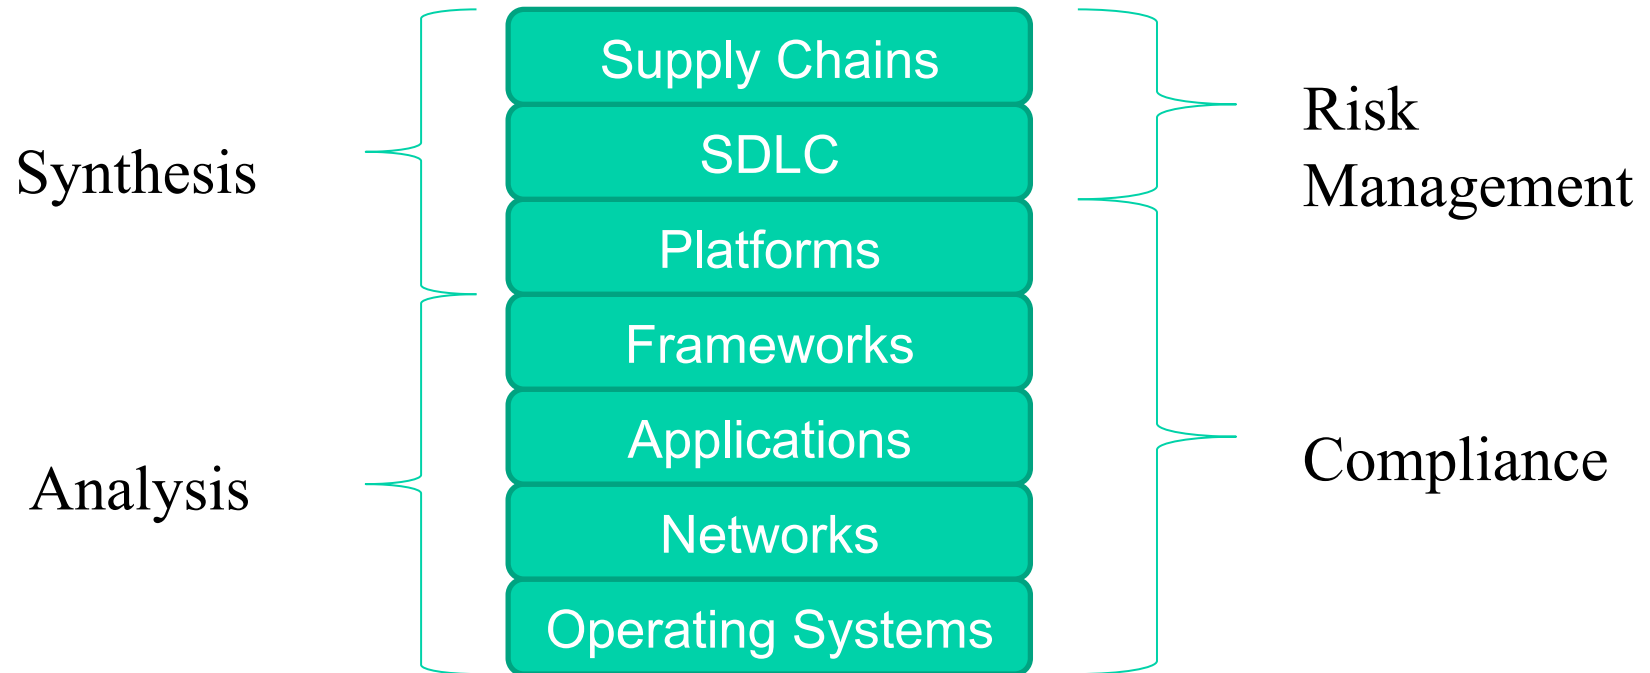 Supply Chains
SDLC
Platforms
Frameworks
Applications
Networks
Operating Systems
Synthesis
Analysis
Risk
Management
Compliance